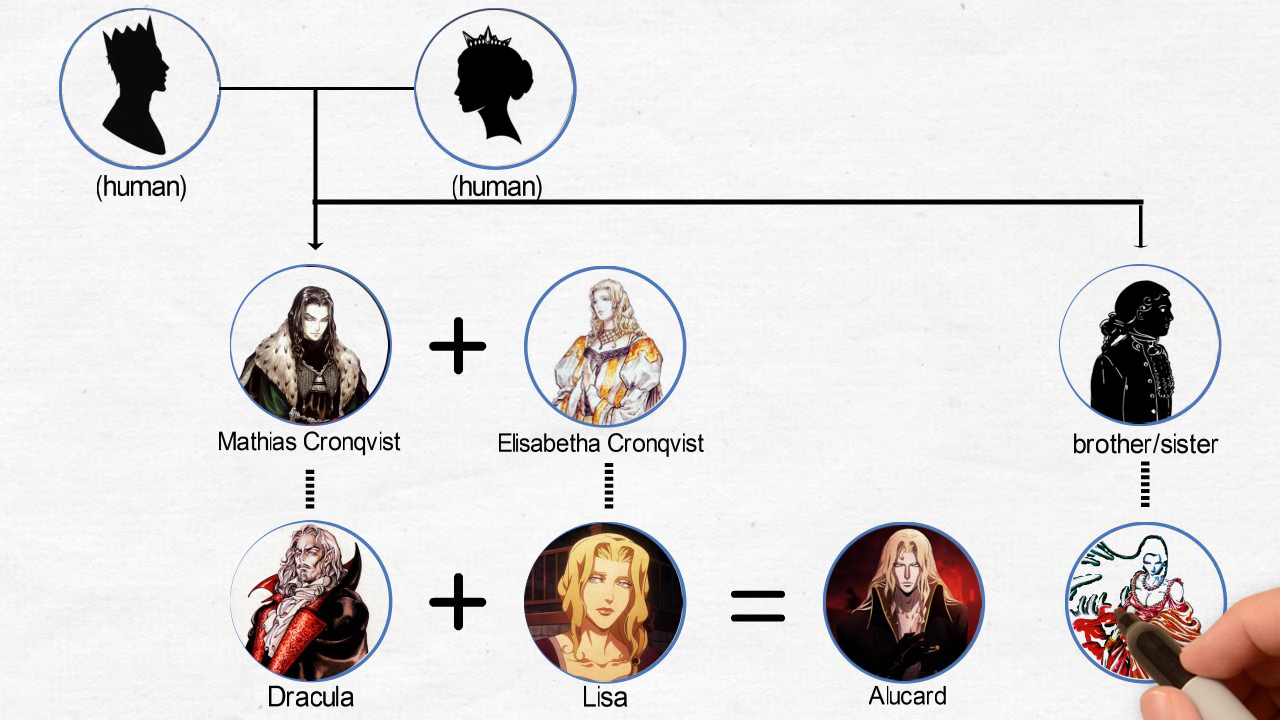 (human)
(human)
Mathias Cronqvist
Elisabetha Cronqvist
brother/sister
Dracula
Lisa
Alucard